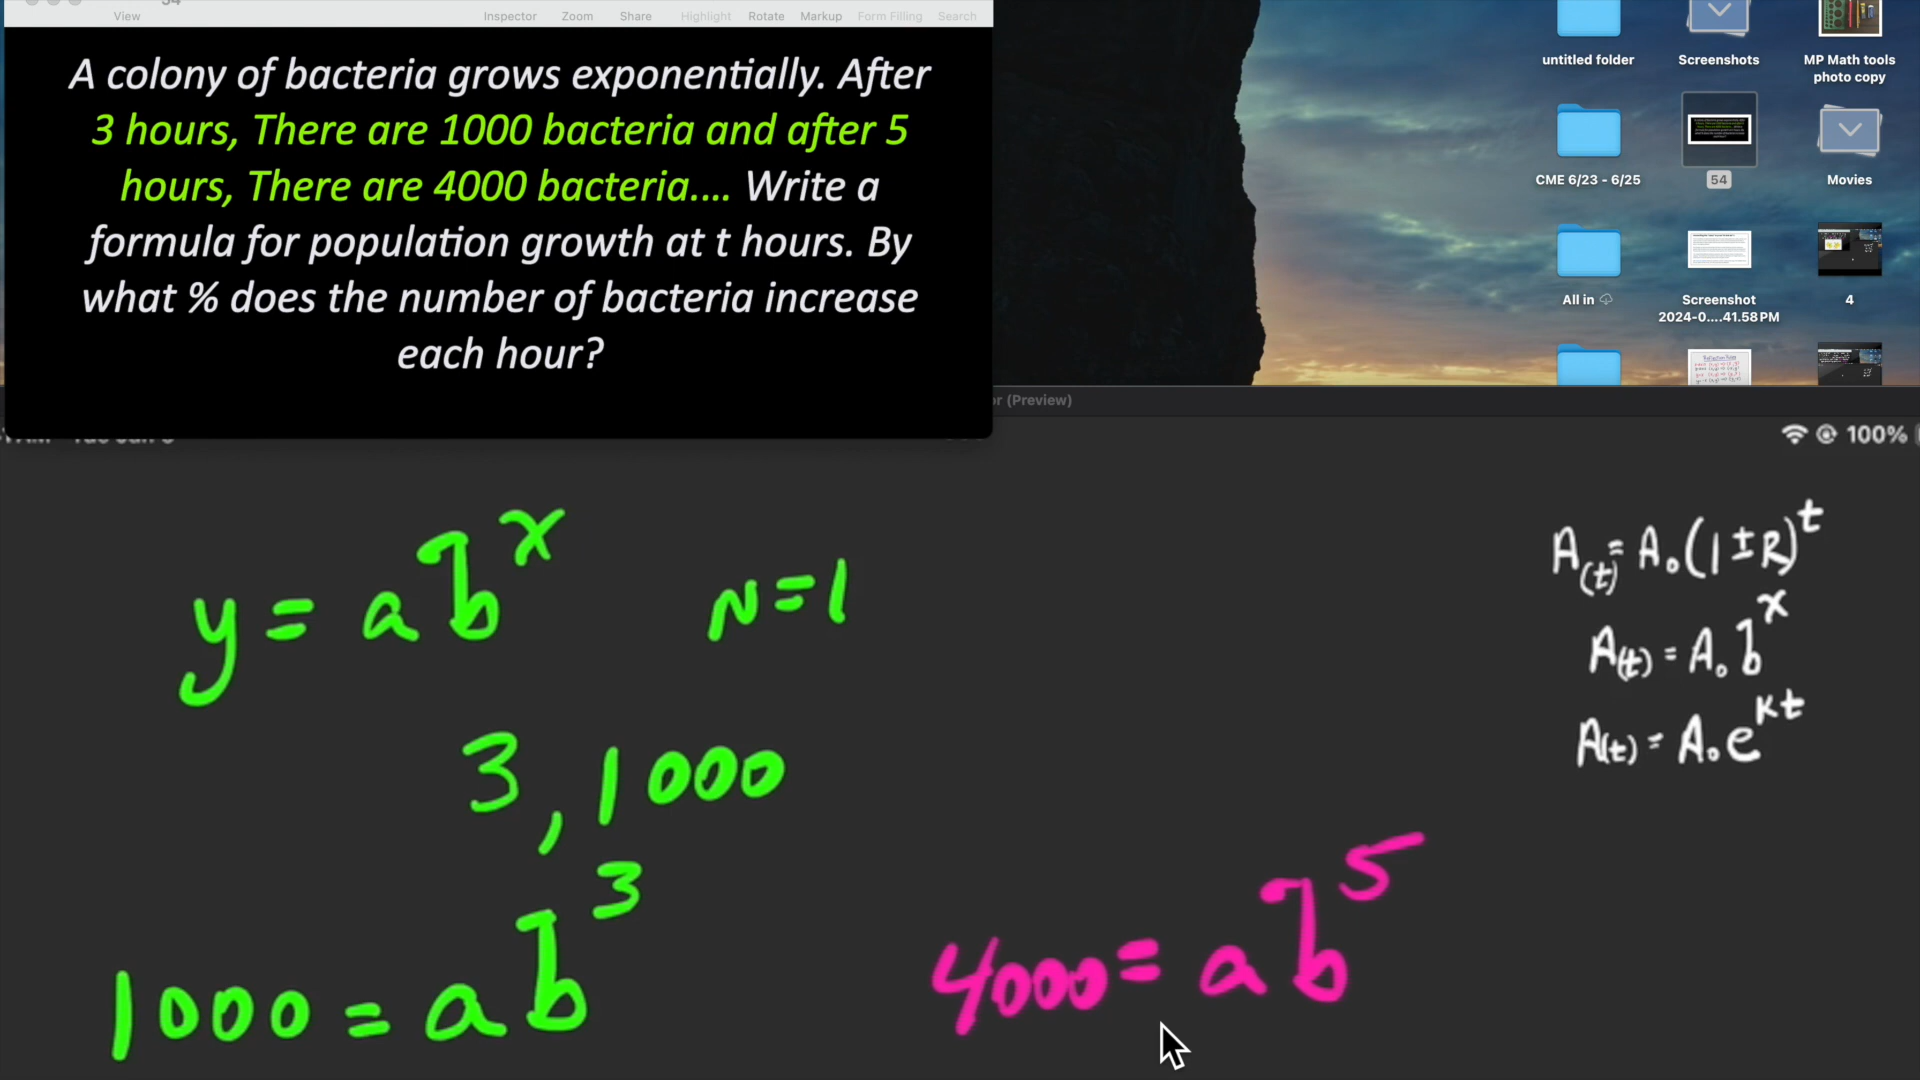 View Inspector Zoom Share Highlight Rotate Markup Form Filling Search
A colony of bacteria grows exponentially. After
3 hours, There are 1000 bacteria and after 5
hours, There are 4000 bacteria.... Write a
formula for population growth at t hours. By
what % does the number of bacteria increase
each hour?
untitled folder
Screenshots
MP Math tools
photo copy
CME 6/23 - 6/25
54
Movies
All in
Screenshot
2024-0....41.58 PM
4
or (Preview)
100%
y = ab^x
N=1
A(t) = A₀(1±R)^t
A(t) = A₀b^x
A(t) = A₀e^kt
3, 1000
1000 = ab^3
4000 = ab^5